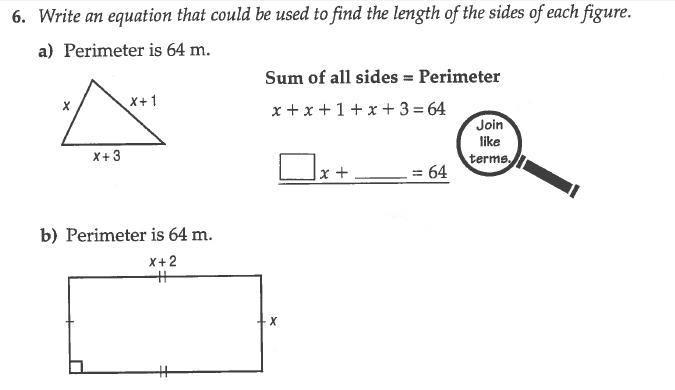 6. Write an equation that could be used to find the length of the sides of each figure.
a) Perimeter is 64 m.
Sum of all sides = Perimeter
x
x+1
x + x + 1 + x + 3 = 64
Join
like
terms.
x+3
x + ____ = 64
b) Perimeter is 64 m.
x+2
x